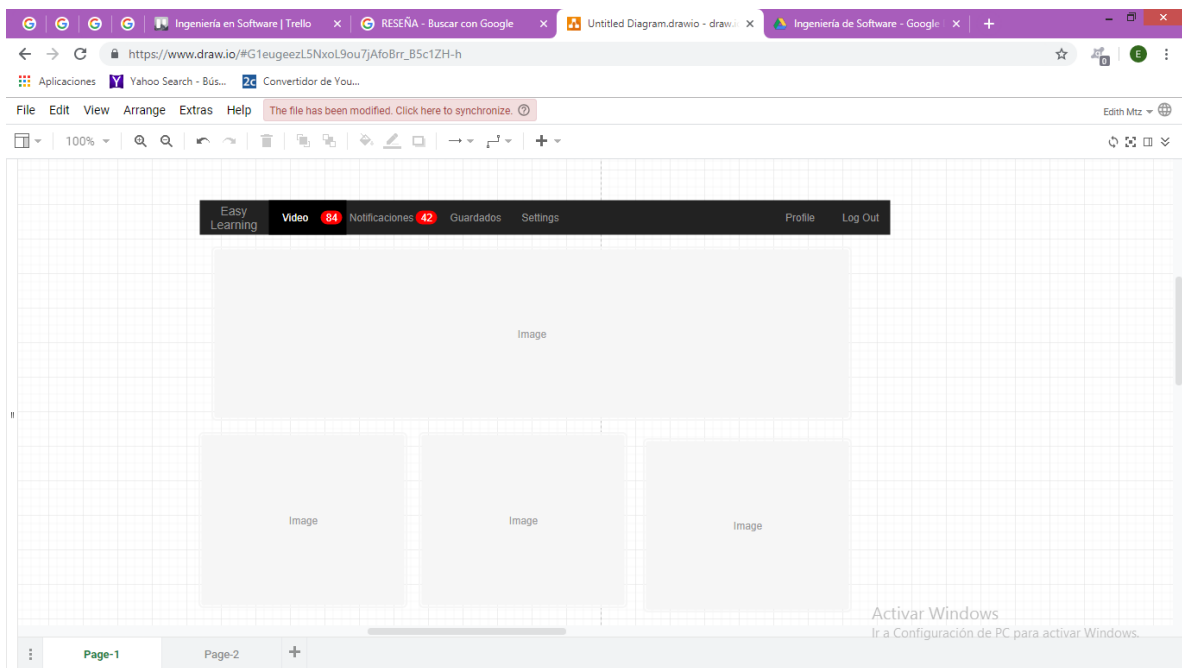 Ingeniería en Software | Trello
RESEÑA - Buscar con Google
Untitled Diagram.drawio - draw.i
Ingeniería de Software - Google
https://www.draw.io/#G1eugeezL5NxoL9ou7jAfoBrr_B5c1ZH-h
0
E
Aplicaciones
Yahoo Search - Bús...
2c Convertidor de You...
File Edit View Arrange Extras Help
The file has been modified. Click here to synchronize.
Edith Mtz
100%
Easy
Learning
Video 84 Notificaciones 42 Guardados Settings Profile Log Out
Image
Image
Image
Image
Activar Windows
Ir a Configuración de PC para activar Windows.
Page-1 Page-2